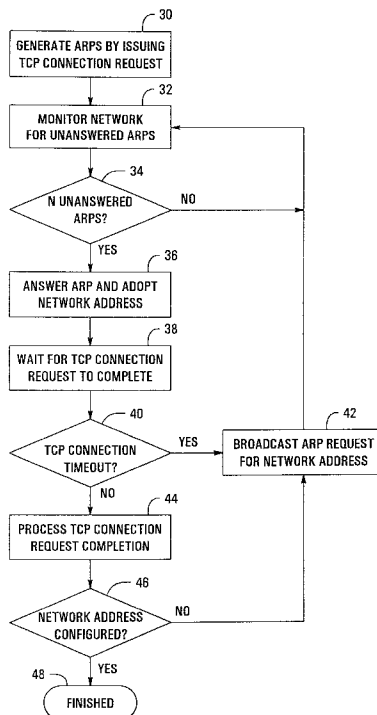 30
GENERATE ARPS BY ISSUING
TCP CONNECTION REQUEST
32
MONITOR NETWORK
FOR UNANSWERED ARPS
34
N UNANSWERED
ARPS?
NO
YES
36
ANSWER ARP AND ADOPT
NETWORK ADDRESS
38
WAIT FOR TCP CONNECTION
REQUEST TO COMPLETE
40
TCP CONNECTION
TIMEOUT?
YES
42
BROADCAST ARP REQUEST
FOR NETWORK ADDRESS
NO
44
PROCESS TCP CONNECTION
REQUEST COMPLETION
46
NETWORK ADDRESS
CONFIGURED?
NO
YES
48
FINISHED